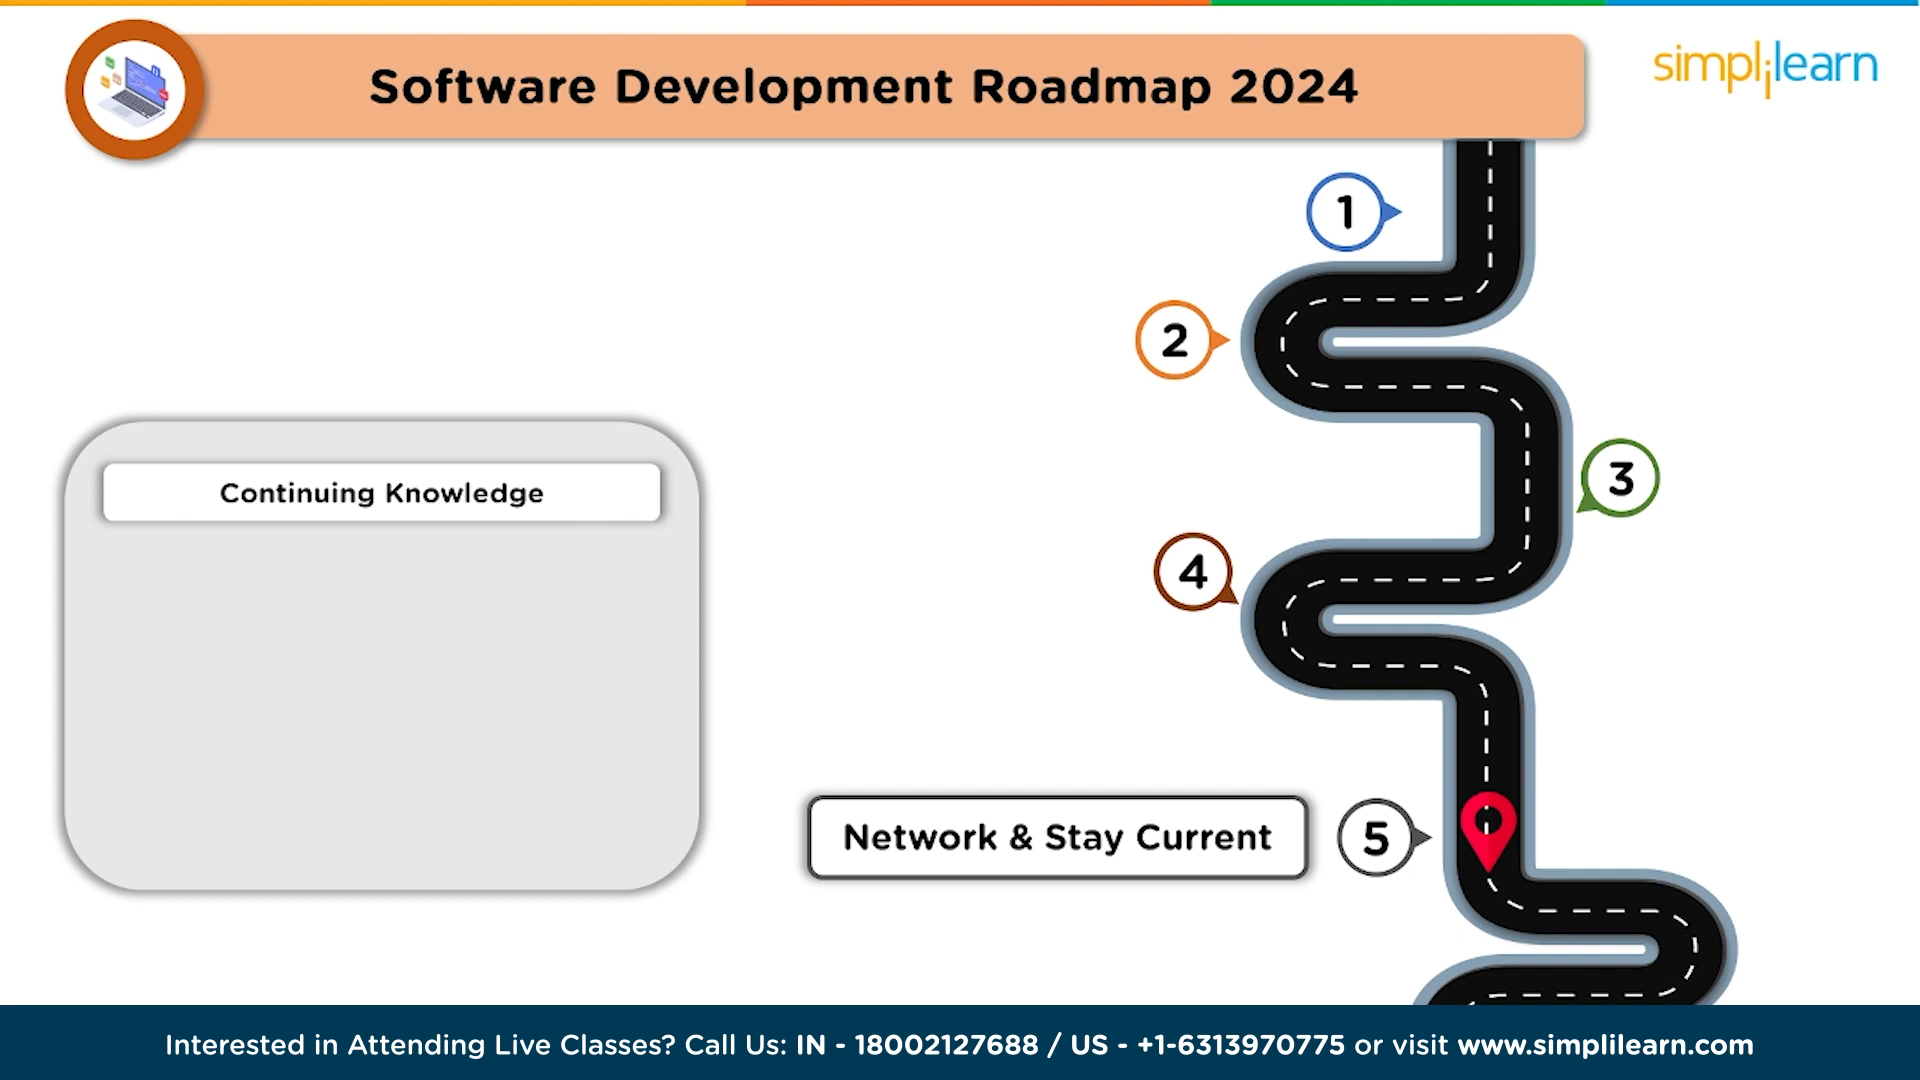 Software Development Roadmap 2024
simplilearn
1
2
3
Continuing Knowledge
4
Network & Stay Current
5
Interested in Attending Live Classes? Call Us: IN - 18002127688 / US - +1-6313970775 or visit www.simplilearn.com